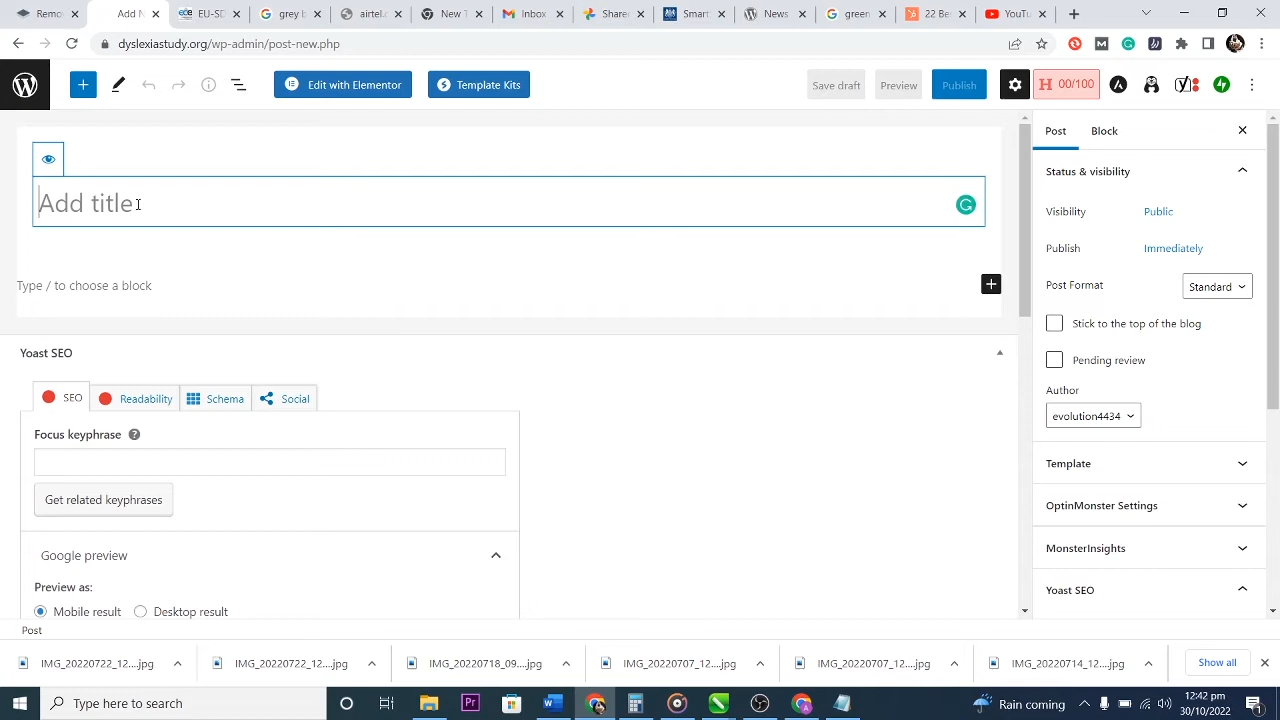 Remo
Add N
EU-SD
green
airtel.
New T
Inbox
Share
Smart
News
green
22 Be
YouTu
dyslexiastudy.org/wp-admin/post-new.php
Edit with Elementor
Template Kits
Save draft
Preview
Publish
00/100
Add title
Type / to choose a block
Yoast SEO
SEO
Readability
Schema
Social
Focus keyphrase
Get related keyphrases
Google preview
Preview as:
Mobile result
Desktop result
Post
Block
Status & visibility
Visibility
Public
Publish
Immediately
Post Format
Standard
Stick to the top of the blog
Pending review
Author
evolution4434
Template
OptinMonster Settings
MonsterInsights
Yoast SEO
Post
IMG_20220722_12....jpg
IMG_20220722_12....jpg
IMG_20220718_09....jpg
IMG_20220707_12....jpg
IMG_20220707_12....jpg
IMG_20220714_12....jpg
Show all
Type here to search
Rain coming
12:42 pm
30/10/2022